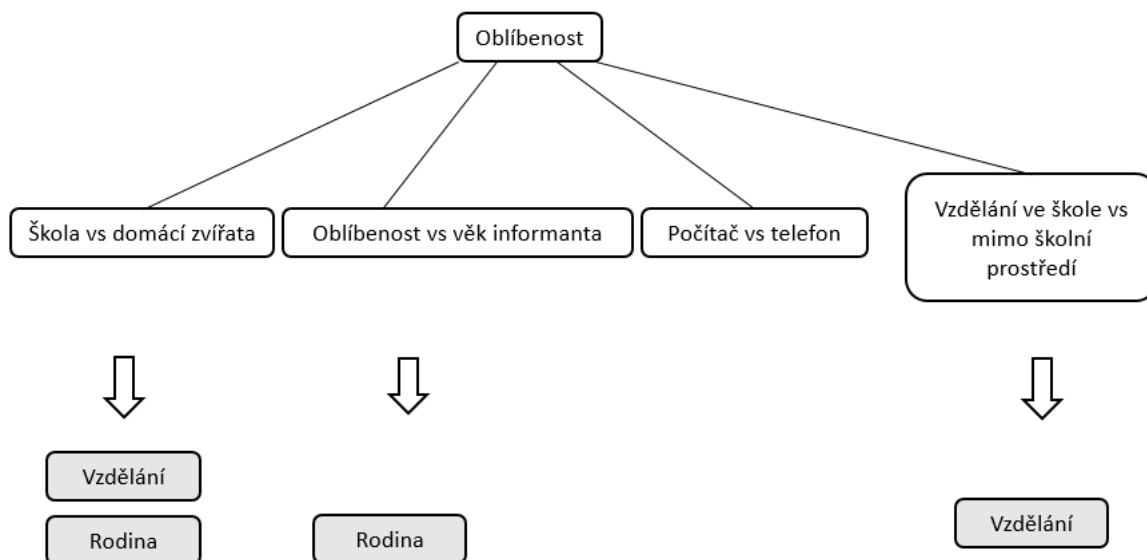 Oblíbenost
Škola vs domácí zvířata
Oblíbenost vs věk informanta
Počítač vs telefon
Vzdělání ve škole vs
mimo školní
prostředí
Vzdělání
Rodina
Rodina
Vzdělání